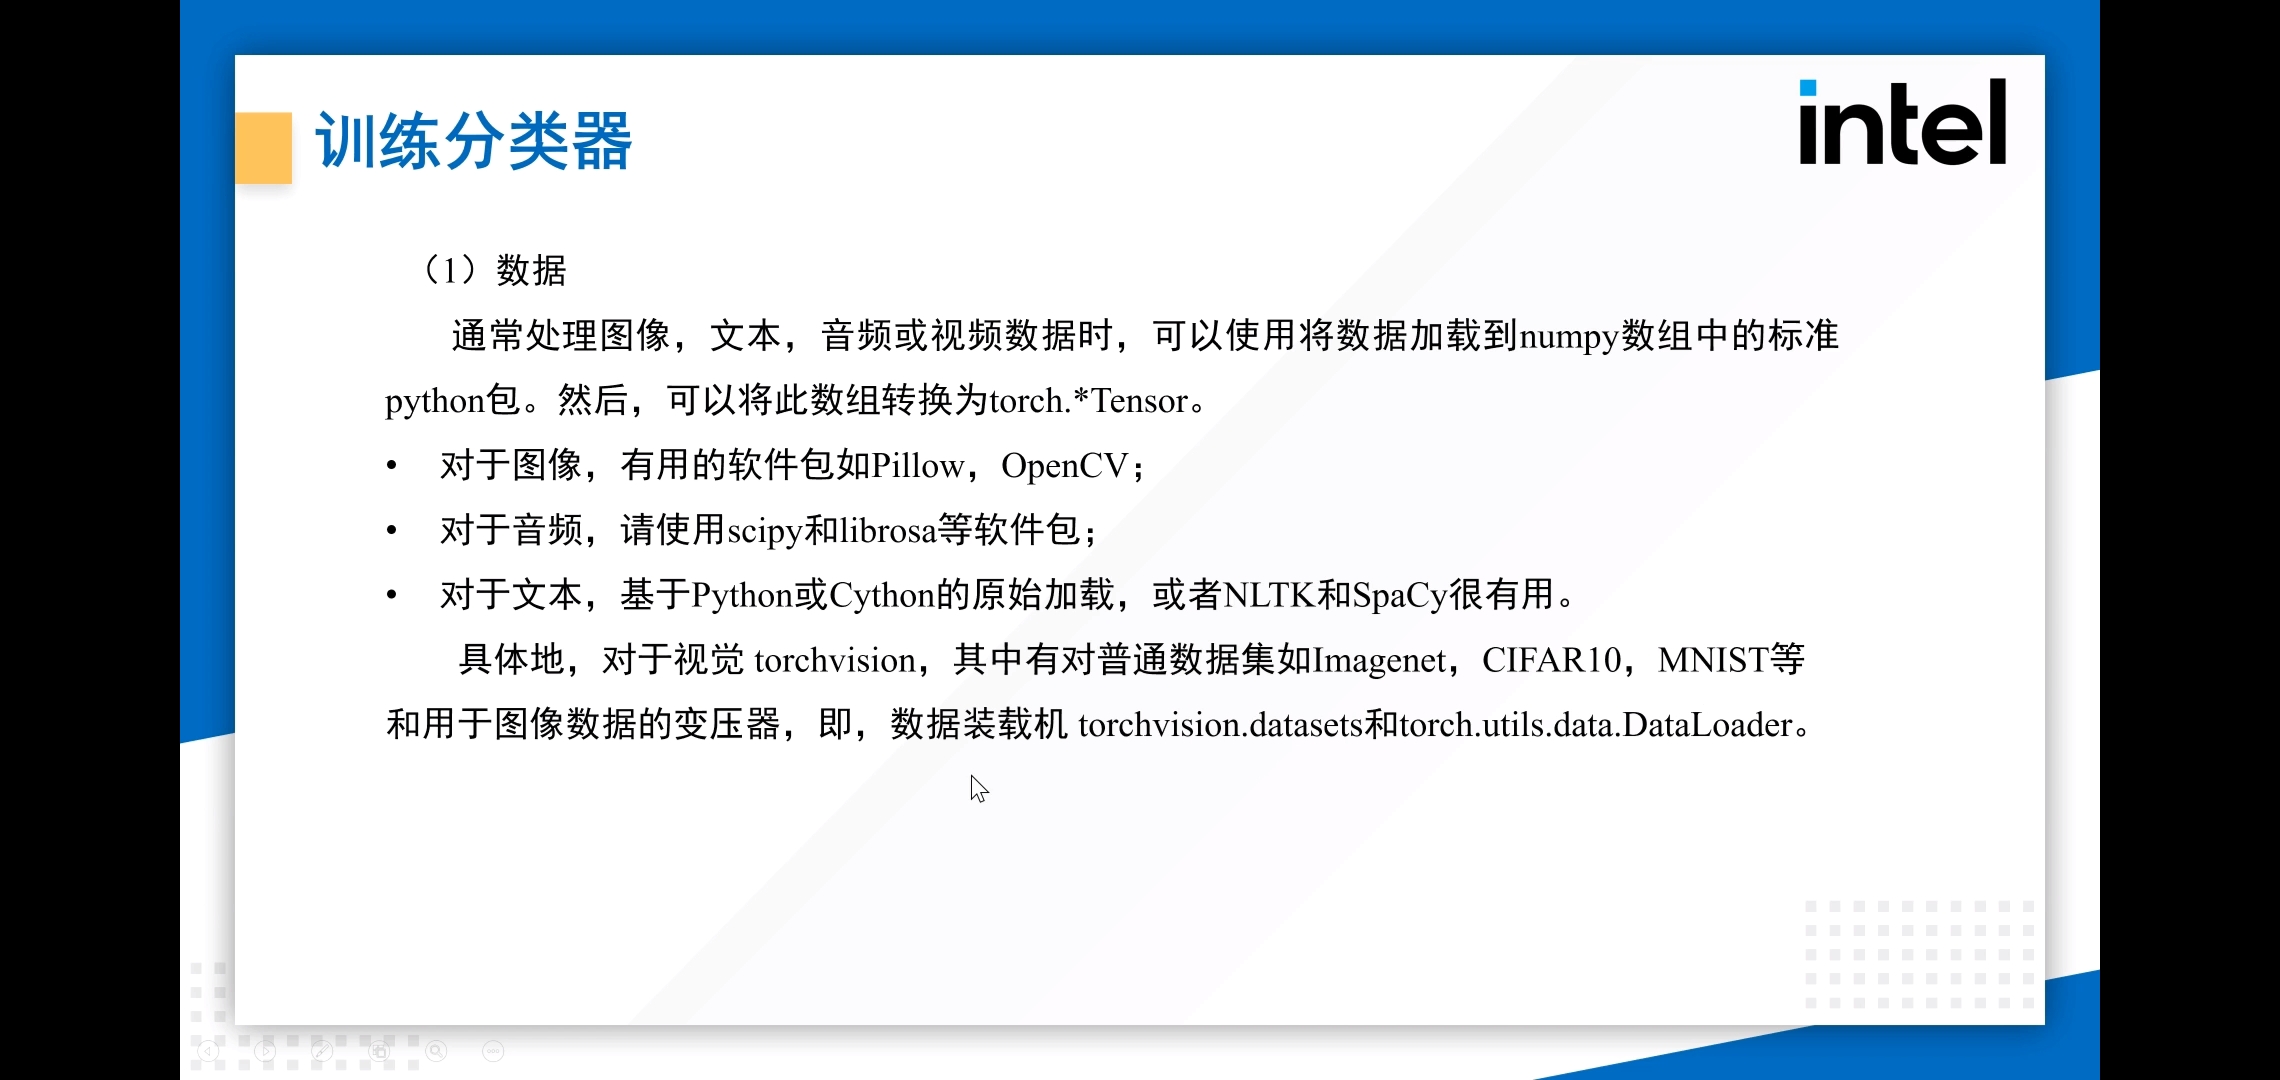 训练分类器
intel
（1）数据
通常处理图像，文本，音频或视频数据时，可以使用将数据加载到numpy数组中的标准
python包。然后，可以将此数组转换为torch.*Tensor。
• 对于图像，有用的软件包如Pillow，OpenCV；
• 对于音频，请使用scipy和librosa等软件包；
• 对于文本，基于Python或Cython的原始加载，或者NLTK和SpaCy很有用。
具体地，对于视觉 torchvision，其中有对普通数据集如Imagenet，CIFAR10，MNIST等
和用于图像数据的变压器，即，数据装载机 torchvision.datasets和torch.utils.data.DataLoader。